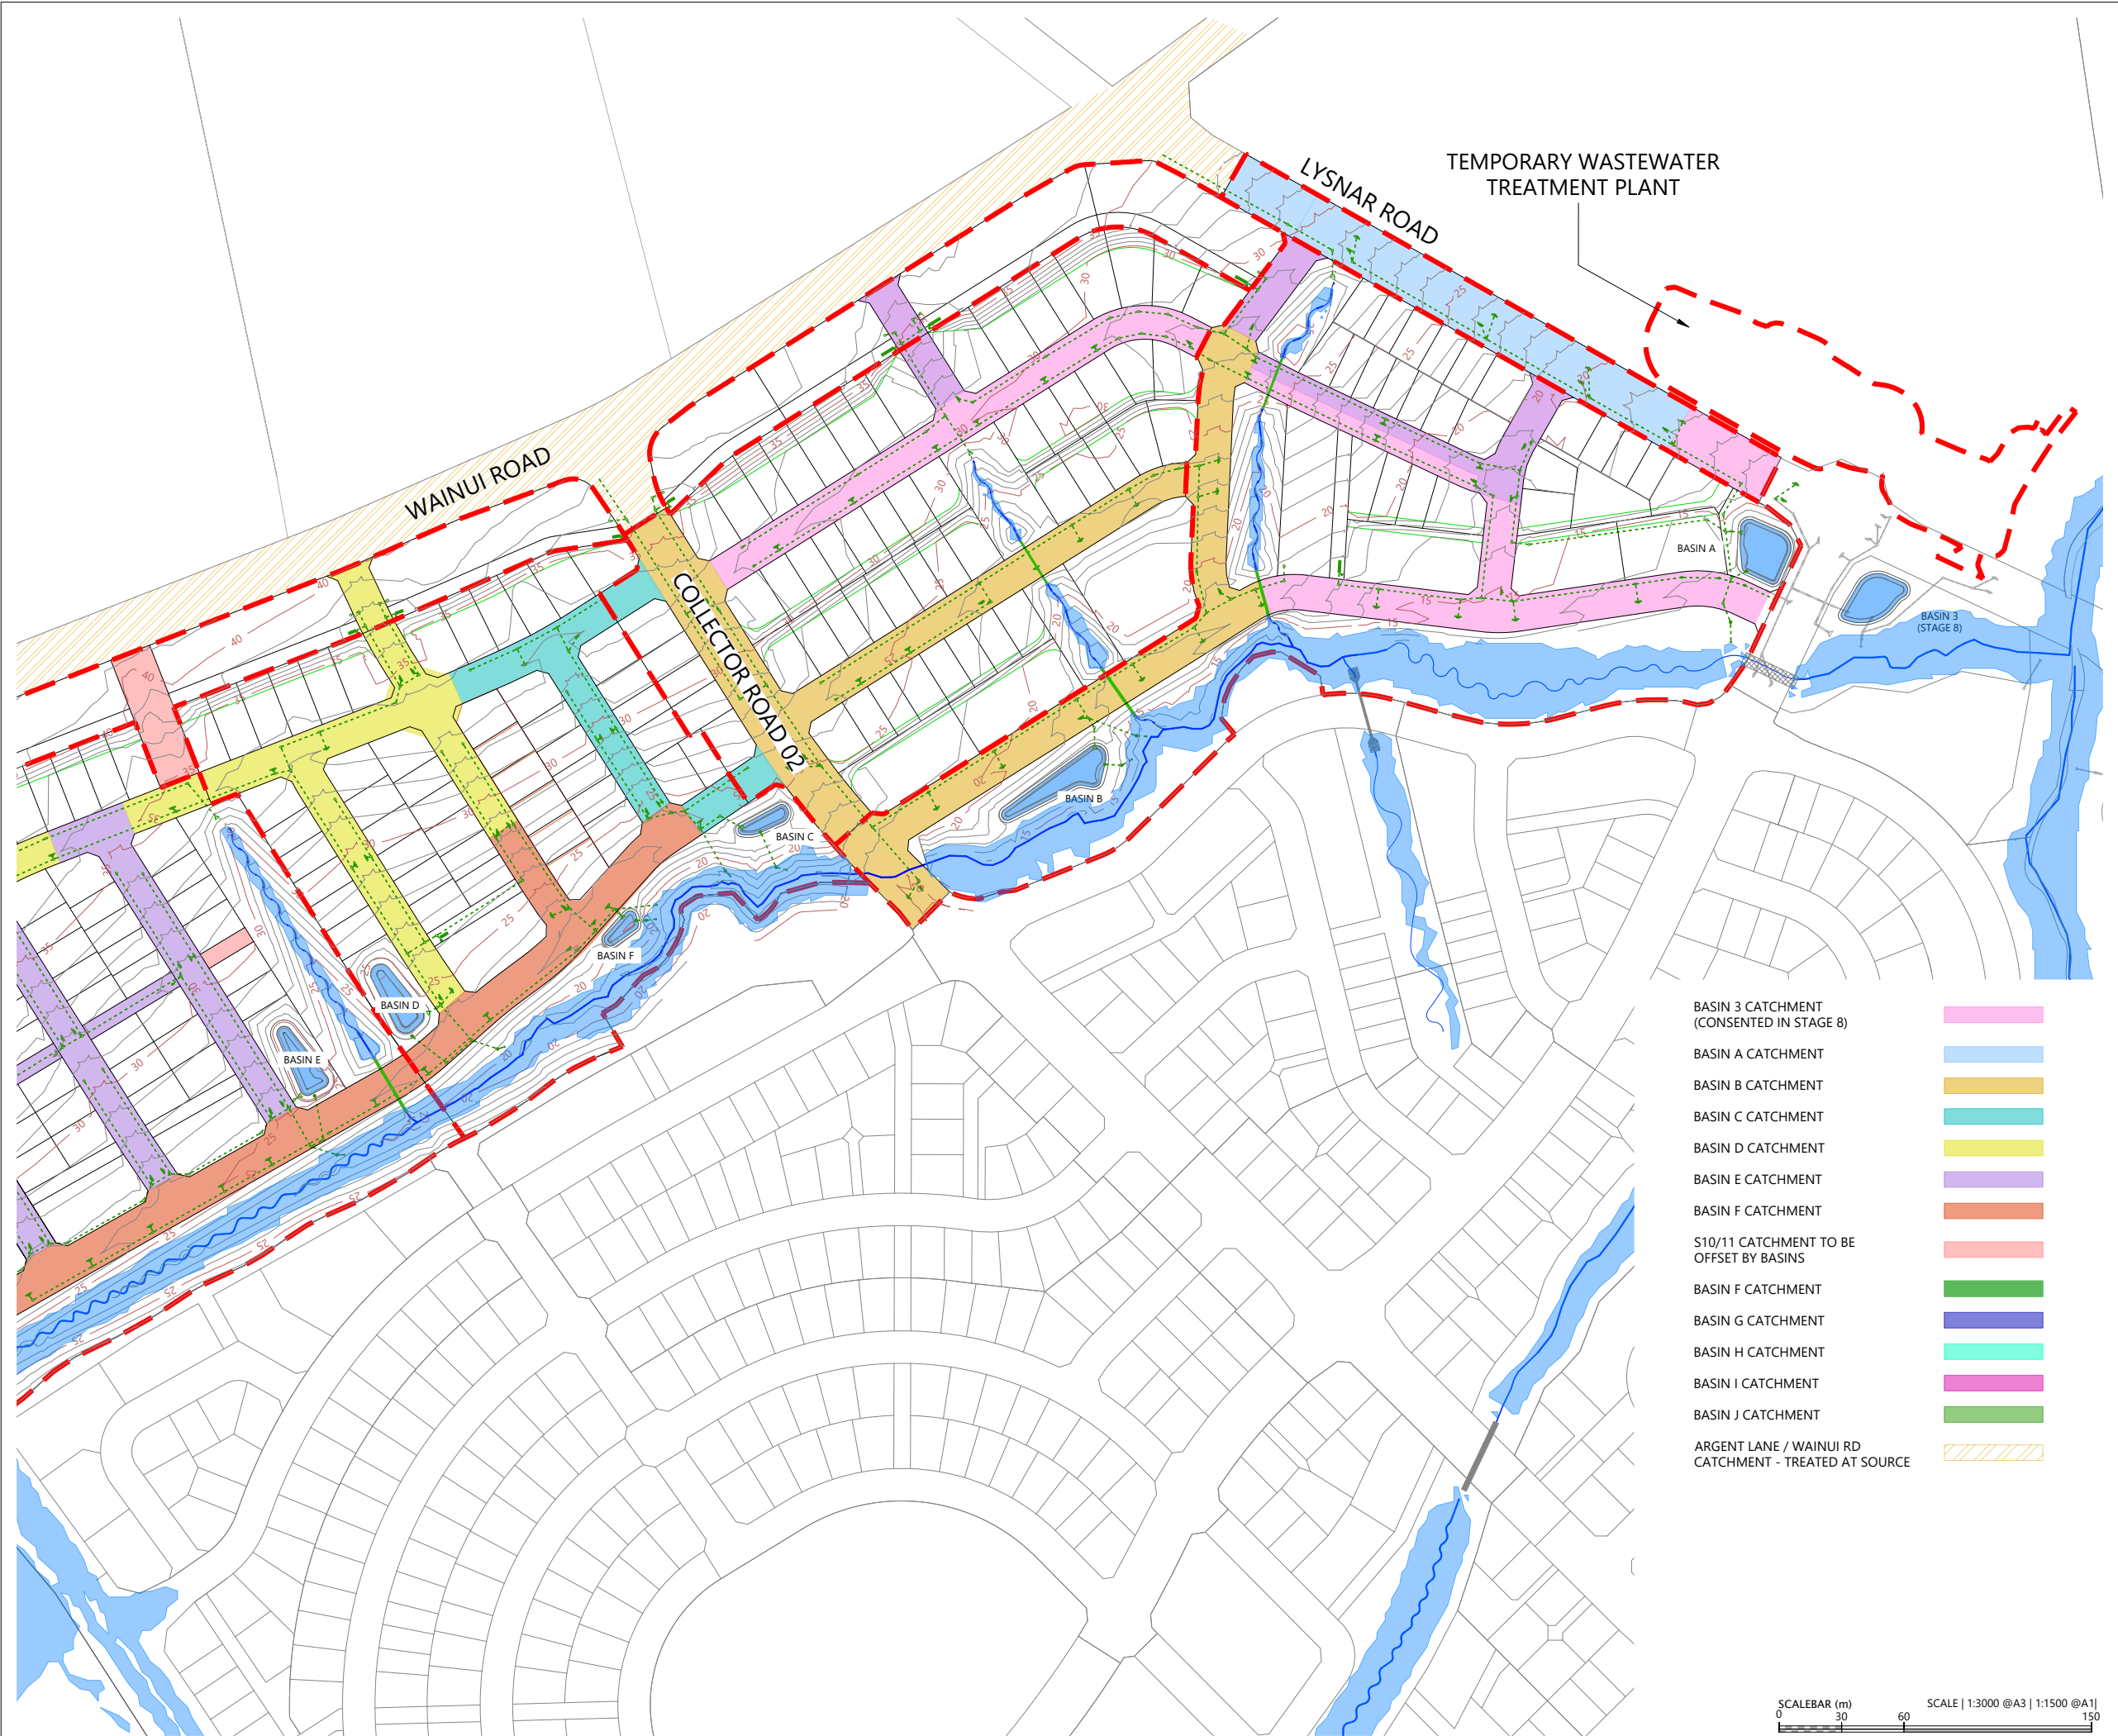 TEMPORARY WASTEWATER
TREATMENT PLANT
LYSNAR ROAD
WAINUI ROAD
COLLECTOR ROAD 02
BASIN A
BASIN 3
(STAGE 8)
BASIN B
BASIN C
BASIN F
BASIN D
BASIN E
BASIN 3 CATCHMENT
(CONSENTED IN STAGE 8)
BASIN A CATCHMENT
BASIN B CATCHMENT
BASIN C CATCHMENT
BASIN D CATCHMENT
BASIN E CATCHMENT
BASIN F CATCHMENT
S10/11 CATCHMENT TO BE
OFFSET BY BASINS
BASIN F CATCHMENT
BASIN G CATCHMENT
BASIN H CATCHMENT
BASIN I CATCHMENT
BASIN J CATCHMENT
ARGENT LANE / WAINUI RD
CATCHMENT - TREATED AT SOURCE
SCALEBAR (m)
SCALE | 1:3000 @A3 | 1:1500 @A1|
0 30 60 150